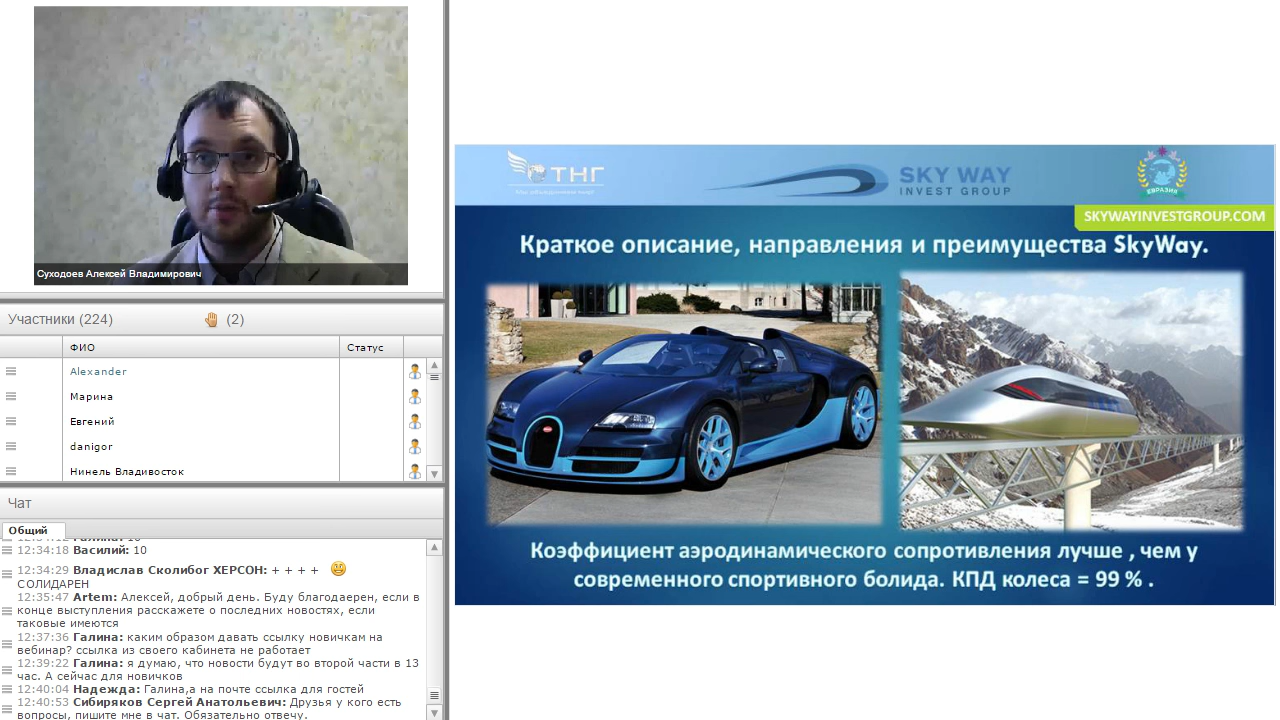 Суходоев Алексей Владимирович
Участники (224)
(2)
ФИО
Статус
Alexander
Марина
Евгений
danigor
Нинель Владивосток
Чат
Общий
12:34:18 Василий: 10
12:34:29 Владислав Сколибог ХЕРСОН: + + + +
СОЛИДАРЕН
12:35:47 Artem: Алексей, добрый день. Буду благодаерен, если в
конце выступления расскажете о последних новостях, если
таковые имеются
12:37:36 Галина: каким образом давать ссылку новичкам на
вебинар? ссылка из своего кабинета не работает
12:39:22 Галина: я думаю, что новости будут во второй части в 13
час. А сейчас для новичков
12:40:04 Надежда: Галина,а на почте ссылка для гостей
12:40:53 Сибиряков Сергей Анатольевич: Друзья у кого есть
вопросы, пишите мне в чат. Обязательно отвечу.
ТНГ
Мы объединяем мир!
SKY WAY
INVEST GROUP
ЕВРАЗИЯ
SKYWAYINVESTGROUP.COM
Краткое описание, направления и преимущества SkyWay.
Коэффициент аэродинамического сопротивления лучше , чем у
современного спортивного болида. КПД колеса = 99 % .